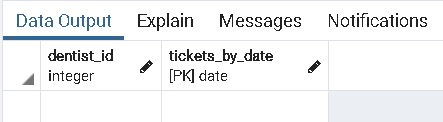 Data Output Explain Messages Notifications
dentist_id tickets_by_date
integer [PK] date